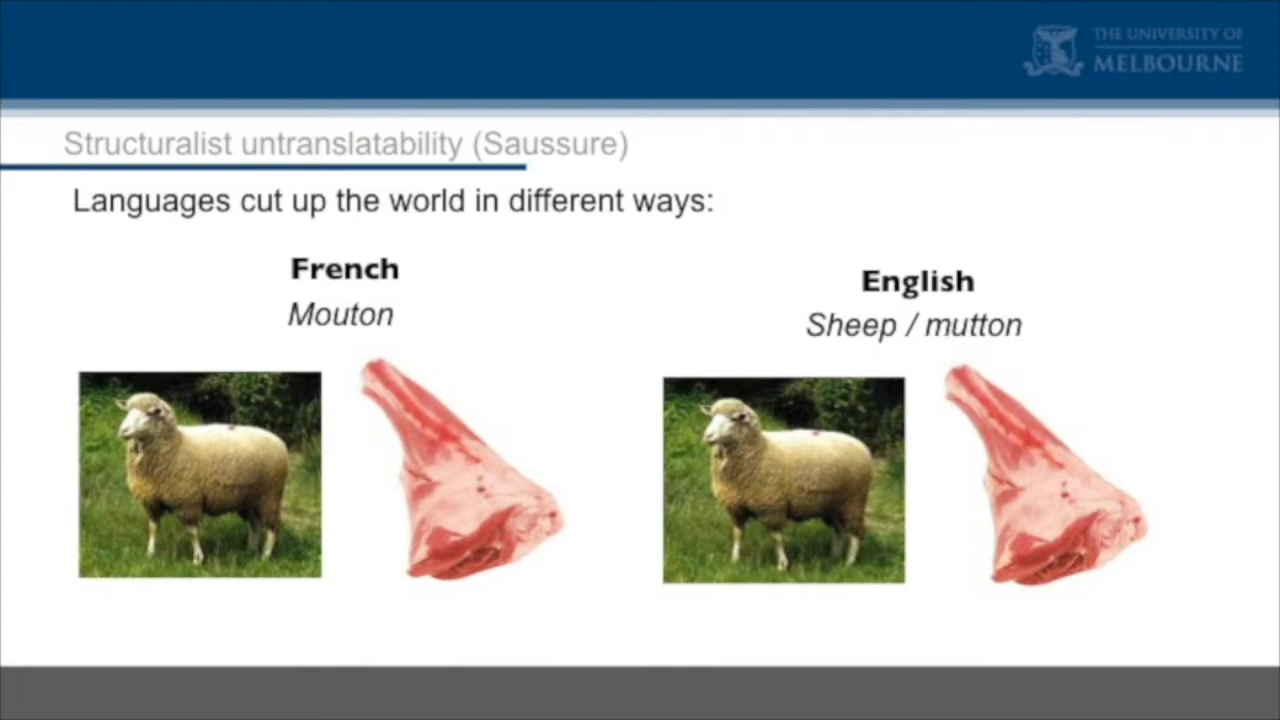 THE UNIVERSITY OF
MELBOURNE
Structuralist untranslatability (Saussure)
Languages cut up the world in different ways:
French
Mouton
English
Sheep / mutton